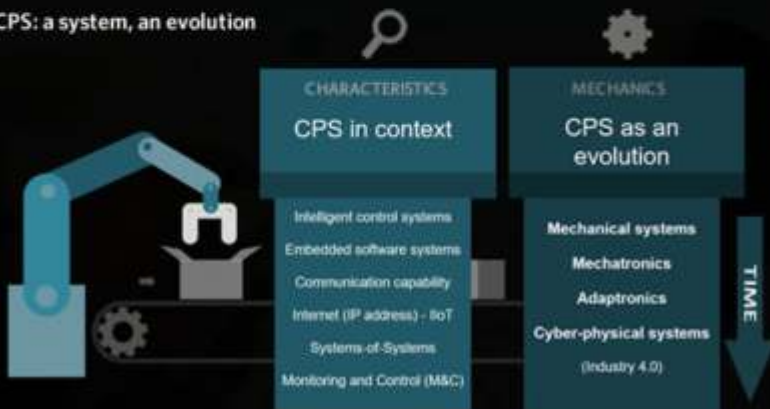 CPS: a system, an evolution
CHARACTERISTICS
CPS in context
Intelligent control systems
Embedded software systems
Communication capability
Internet (IP address) - IIoT
Systems-of-Systems
Monitoring and Control (M&C)
MECHANICS
CPS as an
evolution
Mechanical systems
Mechatronics
Adaptronics
Cyber-physical systems
(Industry 4.0)
TIME